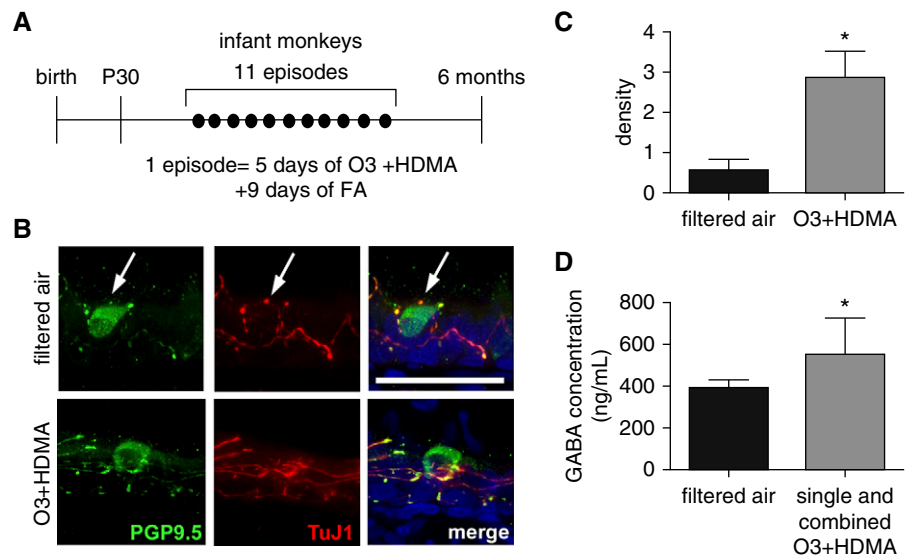 A
infant monkeys
11 episodes
birth
P30
6 months
1 episode= 5 days of O3 +HDMA
+9 days of FA
B
filtered air
O3+HDMA
PGP9.5
TuJ1
merge
C
density
4
3
2
1
0
*
filtered air
O3+HDMA
D
GABA concentration
(ng/mL)
800
600
400
200
0
*
filtered air
single and
combined
O3+HDMA